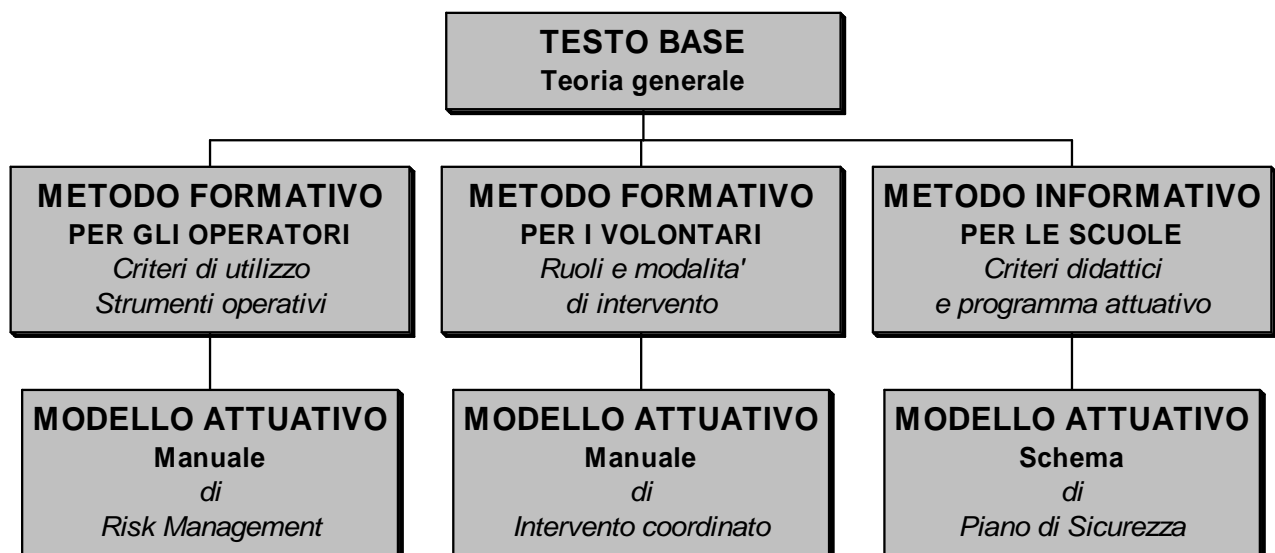 TESTO BASE
Teoria generale
METODO FORMATIVO
PER GLI OPERATORI
Criteri di utilizzo
Strumenti operativi
METODO FORMATIVO
PER I VOLONTARI
Ruoli e modalita'
di intervento
METODO INFORMATIVO
PER LE SCUOLE
Criteri didattici
e programma attuativo
MODELLO ATTUATIVO
Manuale
di
Risk Management
MODELLO ATTUATIVO
Manuale
di
Intervento coordinato
MODELLO ATTUATIVO
Schema
di
Piano di Sicurezza